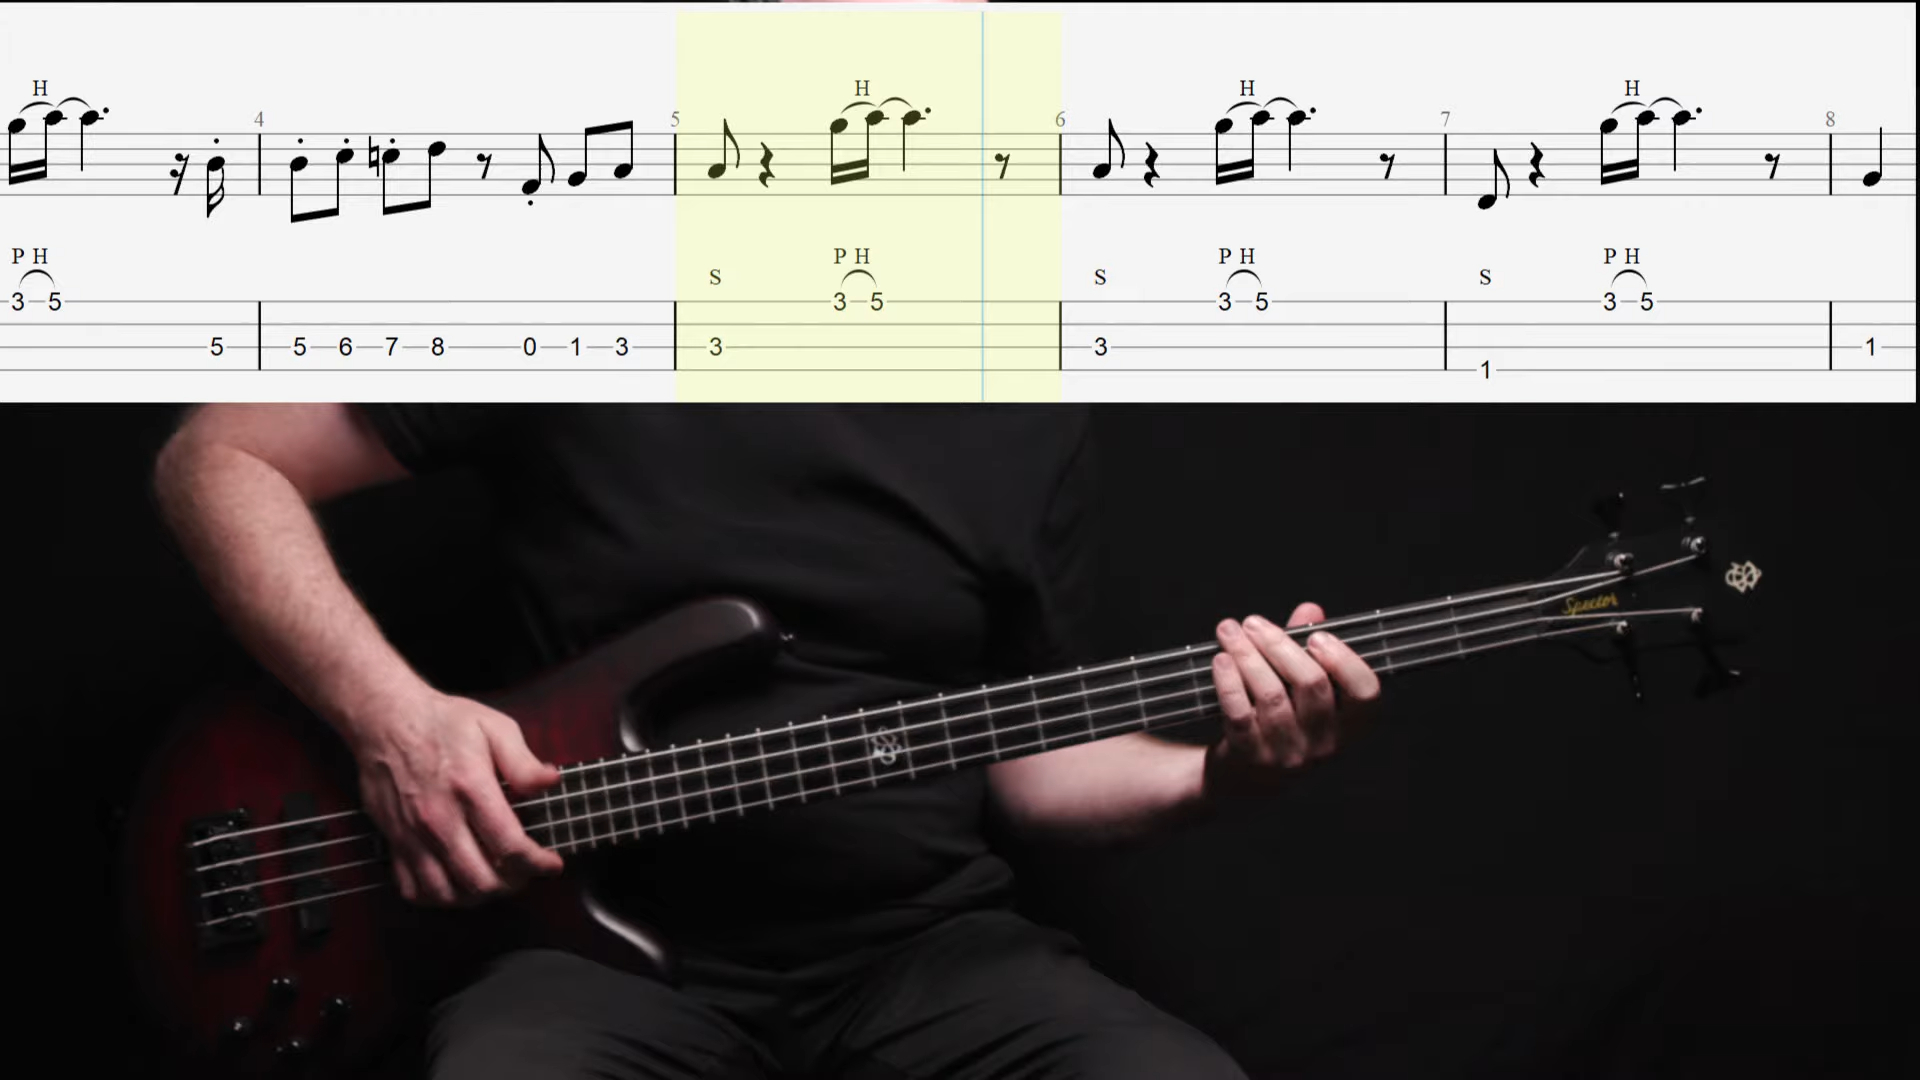 H H H H
4 5 6 7 8
P H P H P H P H
S S S
3 5 3 5 3 5 3 5
5 5 6 7 8 0 1 3 3 3 1
1
Spector